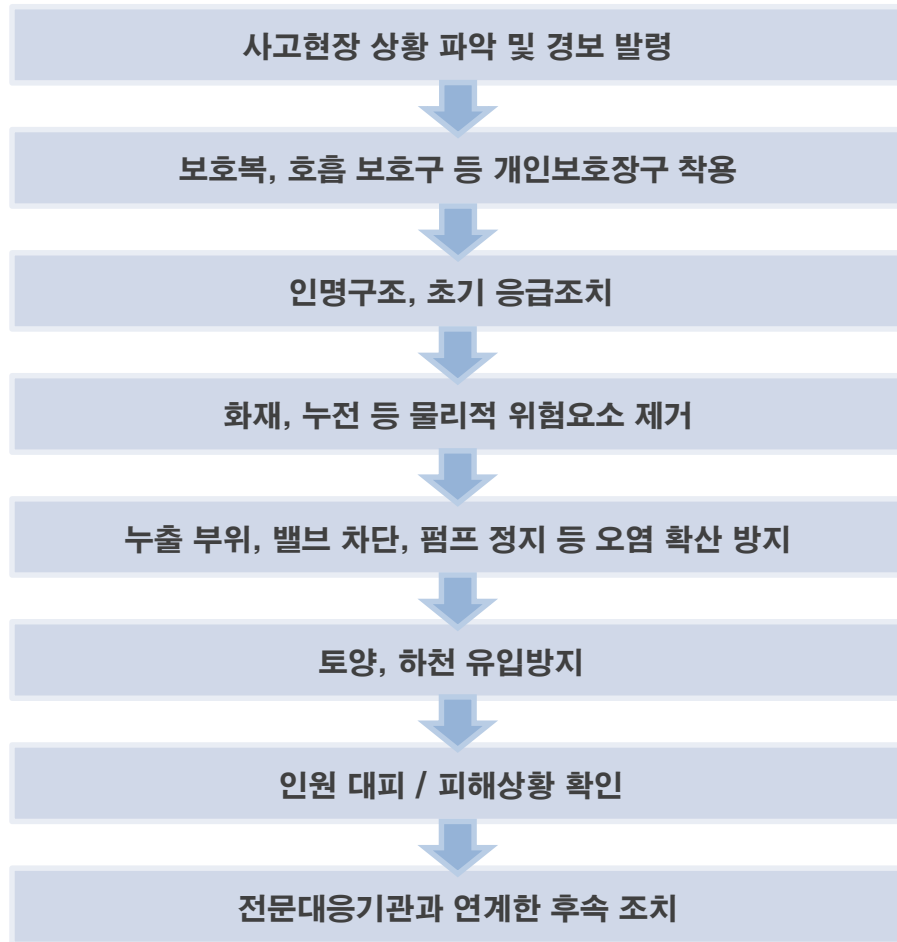 사고현장 상황 파악 및 경보 발령
보호복, 호흡 보호구 등 개인보호장구 착용
인명구조, 초기 응급조치
화재, 누전 등 물리적 위험요소 제거
누출 부위, 밸브 차단, 펌프 정지 등 오염 확산 방지
토양, 하천 유입방지
인원 대피 / 피해상황 확인
전문대응기관과 연계한 후속 조치